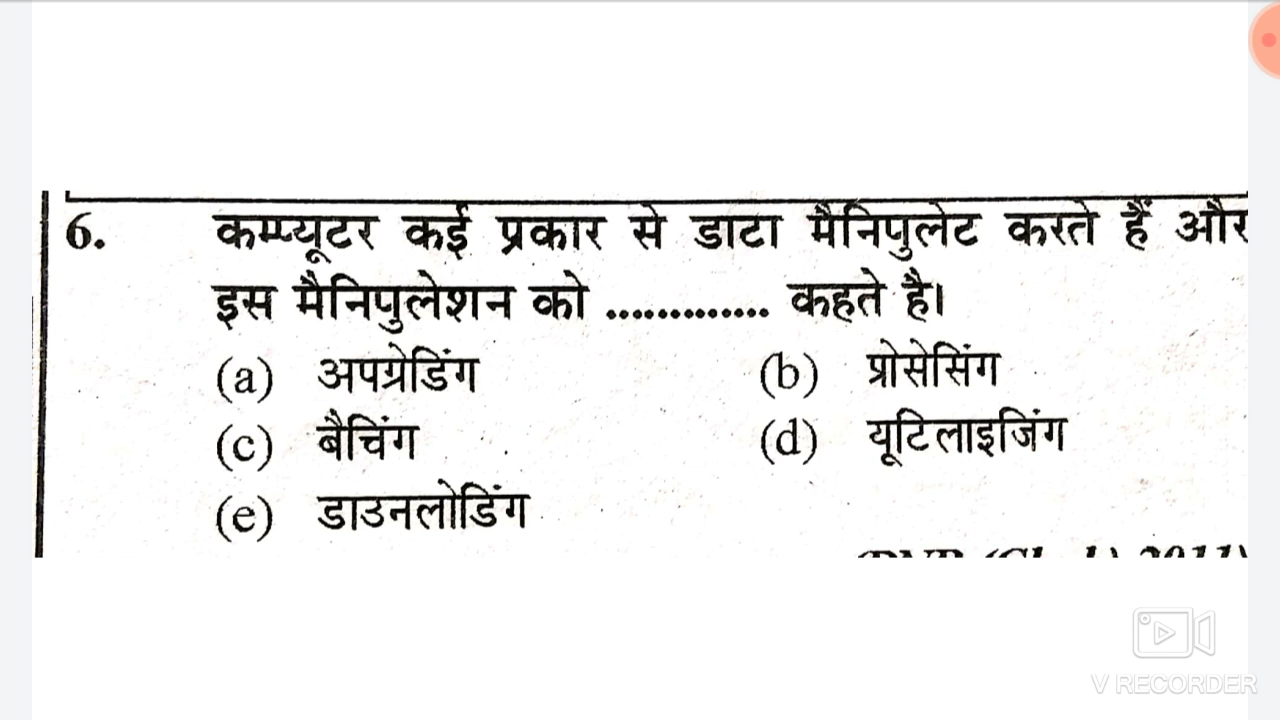 6. कम्प्यूटर कई प्रकार से डाटा मैनिपुलेट करते हैं और
इस मैनिपुलेशन को ............. कहते है।
(a) अपग्रेडिंग (b) प्रोसेसिंग
(c) बैचिंग (d) यूटिलाइजिंग
(e) डाउनलोडिंग
V RECORDER